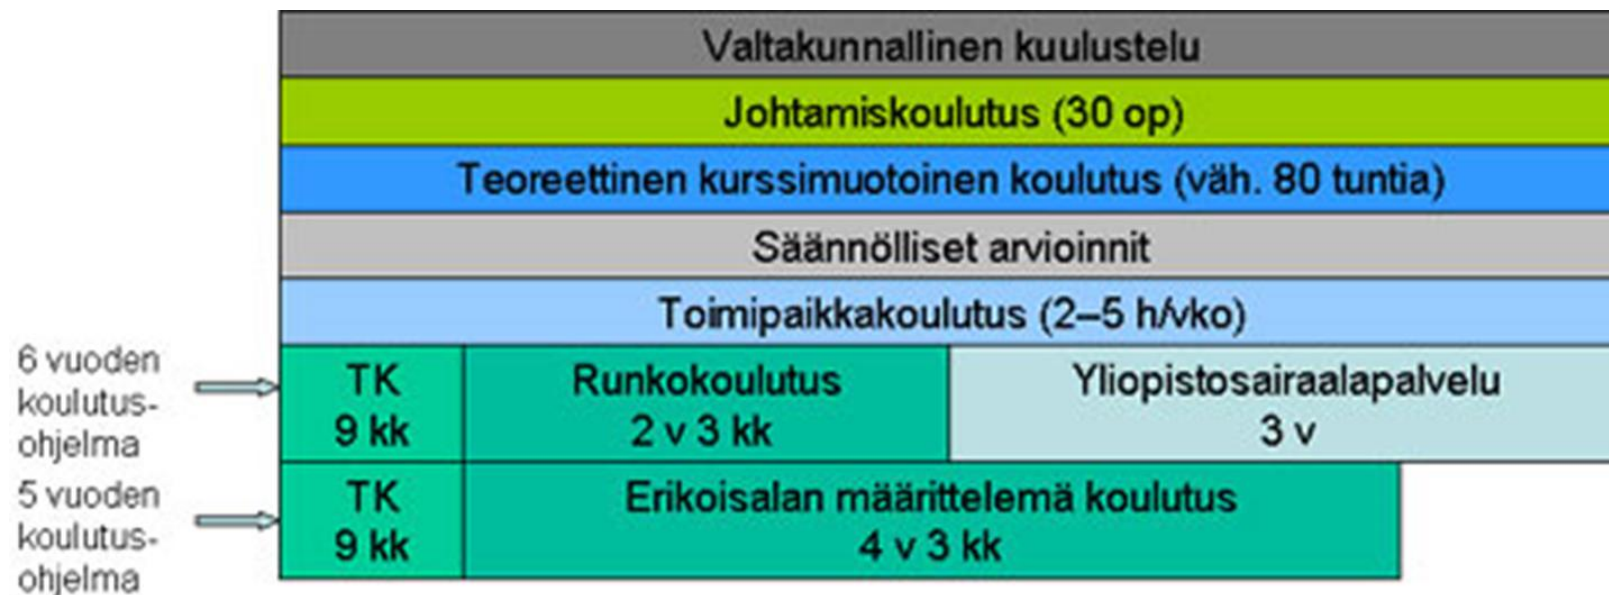 Valtakunnallinen kuulustelu
Johtamiskoulutus (30 op)
Teoreettinen kurssimuotoinen koulutus (väh. 80 tuntia)
Säännölliset arvioinnit
Toimipaikkakoulutus (2–5 h/vko)
6 vuoden
koulutus-
ohjelma
TK
9 kk
Runkokoulutus
2 v 3 kk
Yliopistosairaalapalvelu
3 v
5 vuoden
koulutus-
ohjelma
TK
9 kk
Erikoisalan määrittelemä koulutus
4 v 3 kk